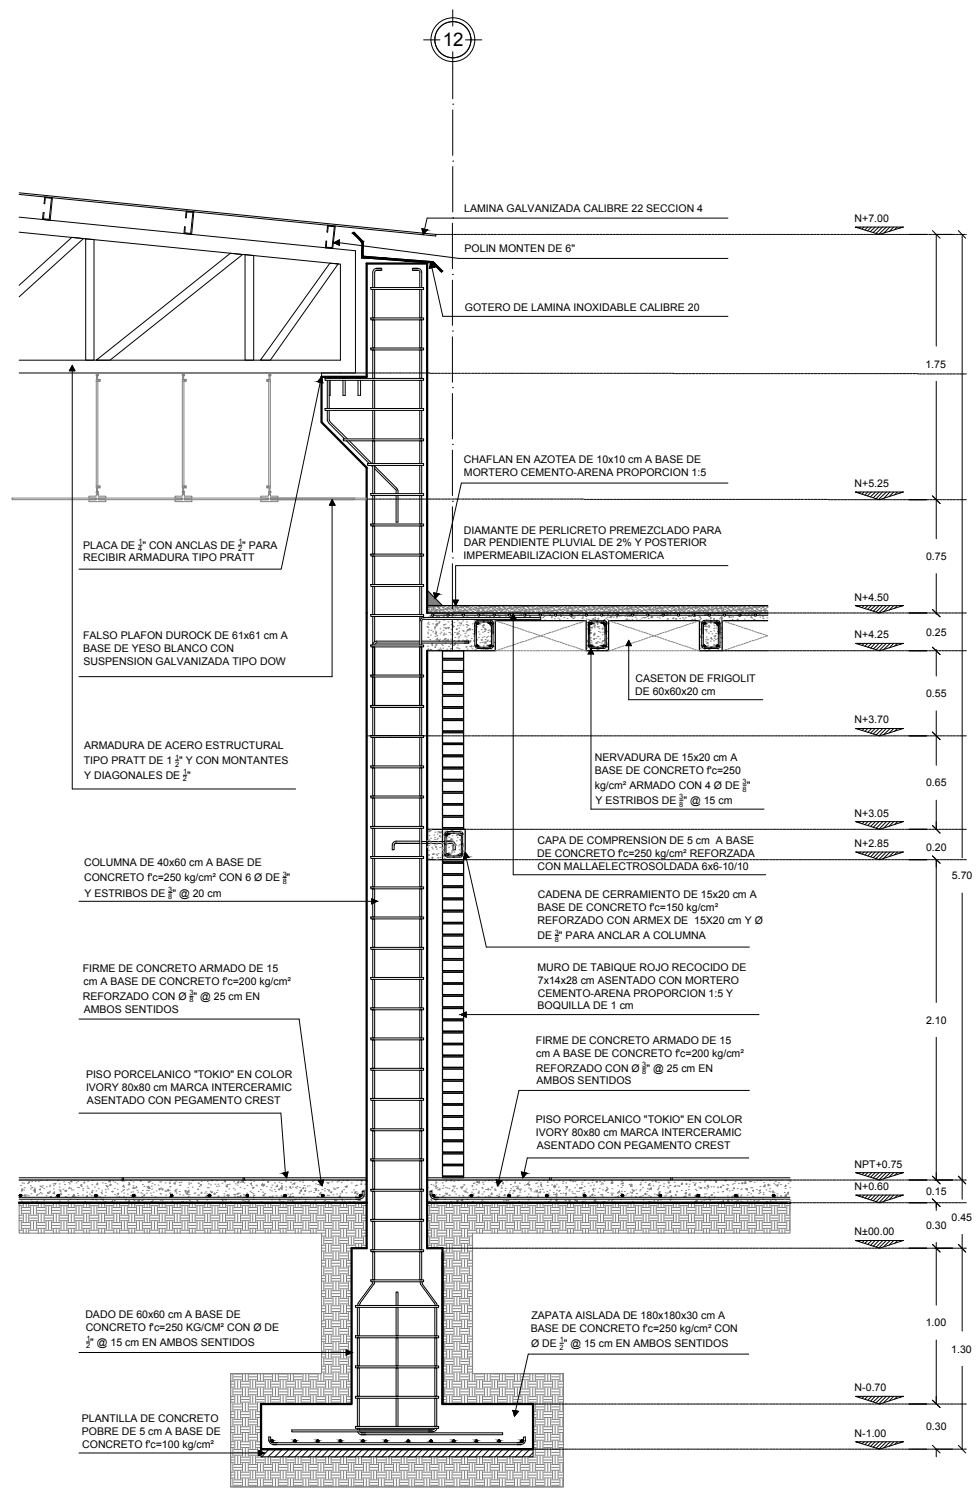 12
LAMINA GALVANIZADA CALIBRE 22 SECCION 4
N+7.00
POLIN MONTEN DE 6"
GOTERO DE LAMINA INOXIDABLE CALIBRE 20
1.75
CHAFLAN EN AZOTEA DE 10x10 cm A BASE DE
MORTERO CEMENTO-ARENA PROPORCION 1:5
N+5.25
DIAMANTE DE PERLICRETO PREMEZCLADO PARA
DAR PENDIENTE PLUVIAL DE 2% Y POSTERIOR
IMPERMEABILIZACION ELASTOMERICA
PLACA DE ¼" CON ANCLAS DE ½" PARA
RECIBIR ARMADURA TIPO PRATT
0.75
N+4.50
FALSO PLAFON DUROCK DE 61x61 cm A
BASE DE YESO BLANCO CON
SUSPENSION GALVANIZADA TIPO DOW
0.25
N+4.25
CASETON DE FRIGOLIT
DE 60x60x20 cm
0.55
N+3.70
ARMADURA DE ACERO ESTRUCTURAL
TIPO PRATT DE 1 ½" Y CON MONTANTES
Y DIAGONALES DE ½"
NERVADURA DE 15x20 cm A
BASE DE CONCRETO f'c=250
kg/cm² ARMADO CON 4 Ø DE ⅜"
Y ESTRIBOS DE ⅜" @ 15 cm
0.65
N+3.05
CAPA DE COMPRENSION DE 5 cm A BASE
DE CONCRETO f'c=250 kg/cm² REFORZADA
CON MALLAELECTROSOLDADA 6x6-10/10
N+2.85
0.20
5.70
COLUMNA DE 40x60 cm A BASE DE
CONCRETO f'c=250 kg/cm² CON 6 Ø DE ⅜"
Y ESTRIBOS DE ⅜" @ 20 cm
CADENA DE CERRAMIENTO DE 15x20 cm A
BASE DE CONCRETO f'c=150 kg/cm²
REFORZADO CON ARMEX DE 15X20 cm Y Ø
DE ⅜" PARA ANCLAR A COLUMNA
FIRME DE CONCRETO ARMADO DE 15
cm A BASE DE CONCRETO f'c=200 kg/cm²
REFORZADO CON Ø ⅜" @ 25 cm EN
AMBOS SENTIDOS
MURO DE TABIQUE ROJO RECOCIDO DE
7x14x28 cm ASENTADO CON MORTERO
CEMENTO-ARENA PROPORCION 1:5 Y
BOQUILLA DE 1 cm
2.10
FIRME DE CONCRETO ARMADO DE 15
cm A BASE DE CONCRETO f'c=200 kg/cm²
REFORZADO CON Ø ⅜" @ 25 cm EN
AMBOS SENTIDOS
PISO PORCELANICO "TOKIO" EN COLOR
IVORY 80x80 cm MARCA INTERCERAMIC
ASENTADO CON PEGAMENTO CREST
PISO PORCELANICO "TOKIO" EN COLOR
IVORY 80x80 cm MARCA INTERCERAMIC
ASENTADO CON PEGAMENTO CREST
NPT+0.75
N+0.60
0.15
0.30
0.45
N±00.00
DADO DE 60x60 cm A BASE DE
CONCRETO f'c=250 KG/CM² CON Ø DE
½" @ 15 cm EN AMBOS SENTIDOS
ZAPATA AISLADA DE 180x180x30 cm A
BASE DE CONCRETO f'c=250 kg/cm² CON
Ø DE ½" @ 15 cm EN AMBOS SENTIDOS
1.00
1.30
N-0.70
PLANTILLA DE CONCRETO
POBRE DE 5 cm A BASE DE
CONCRETO f'c=100 kg/cm²
0.30
N-1.00